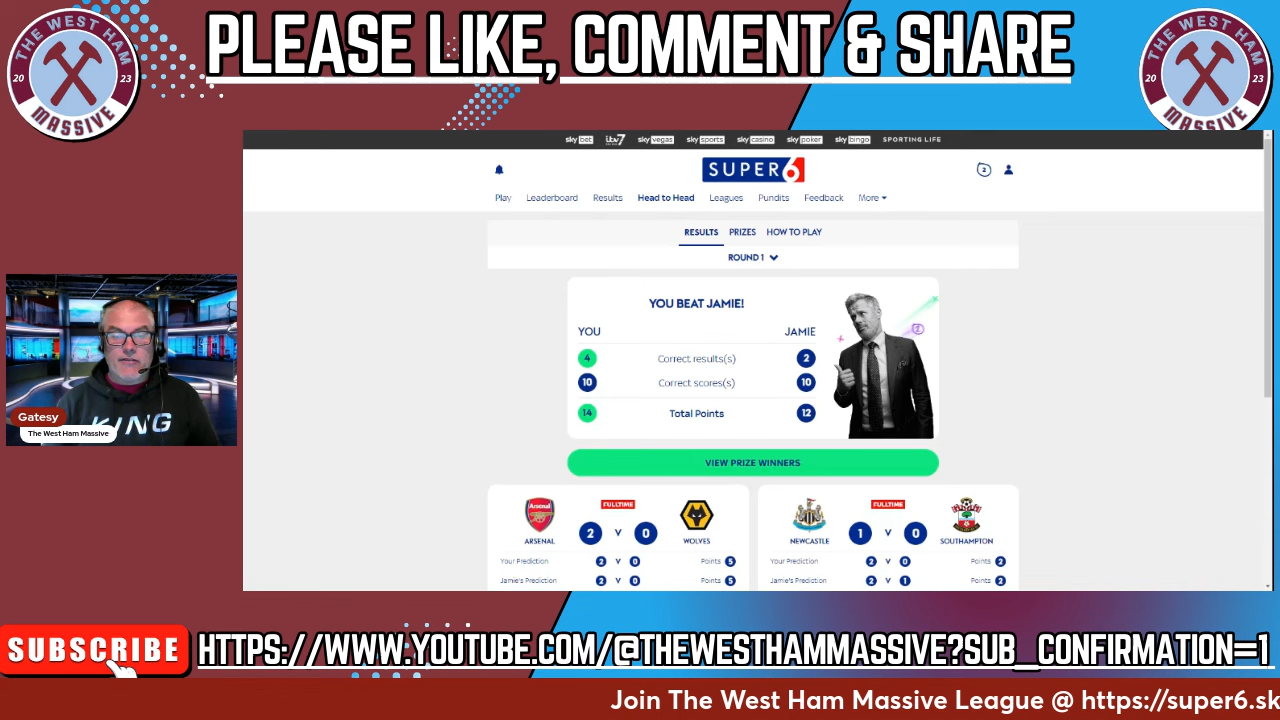 PLEASE LIKE, COMMENT & SHARE
THE WEST HAM
20 23
MASSIVE
THE WEST HAM
20 23
MASSIVE
sky bet itv7 sky vegas sky sports sky casino sky poker sky bingo SPORTING LIFE
SUPER 6
2
Play Leaderboard Results Head to Head Leagues Pundits Feedback More
RESULTS PRIZES HOW TO PLAY
ROUND 1
YOU BEAT JAMIE!
YOU JAMIE
4 Correct results(s) 2
10 Correct scores(s) 10
14 Total Points 12
VIEW PRIZE WINNERS
FULLTIME
Arsenal
2 V 0
ARSENAL WOLVES
Your Prediction 2 V 0 Points 5
Jamie's Prediction 2 V 0 Points 5
FULLTIME
1 V 0
NEWCASTLE SOUTHAMPTON
Your Prediction 2 V 0 Points 2
Jamie's Prediction 2 V 1 Points 2
KING
Gatesy
The West Ham Massive
SUBSCRIBE
HTTPS://WWW.YOUTUBE.COM/@THEWESTHAMMASSIVE?SUB_CONFIRMATION=1
Join The West Ham Massive League @ https://super6.sk